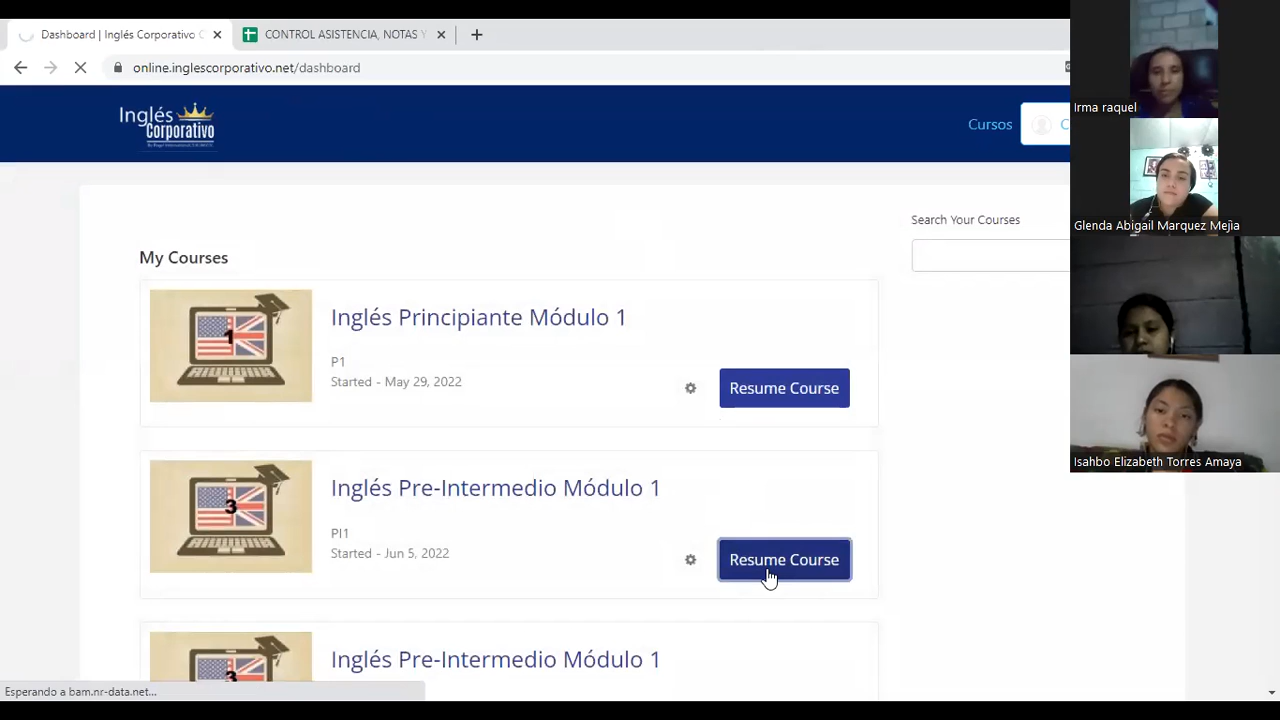 Dashboard | Inglés Corporativo
CONTROL ASISTENCIA, NOTAS Y
online.inglescorporativo.net/dashboard
Inglés
Corporativo
Cursos
C
Irma raquel
Glenda Abigail Marquez Mejia
Isahbo Elizabeth Torres Amaya
Search Your Courses
My Courses
1
Inglés Principiante Módulo 1
P1
Started - May 29, 2022
Resume Course
3
Inglés Pre-Intermedio Módulo 1
PI1
Started - Jun 5, 2022
Resume Course
3
Inglés Pre-Intermedio Módulo 1
Esperando a bam.nr-data.net...